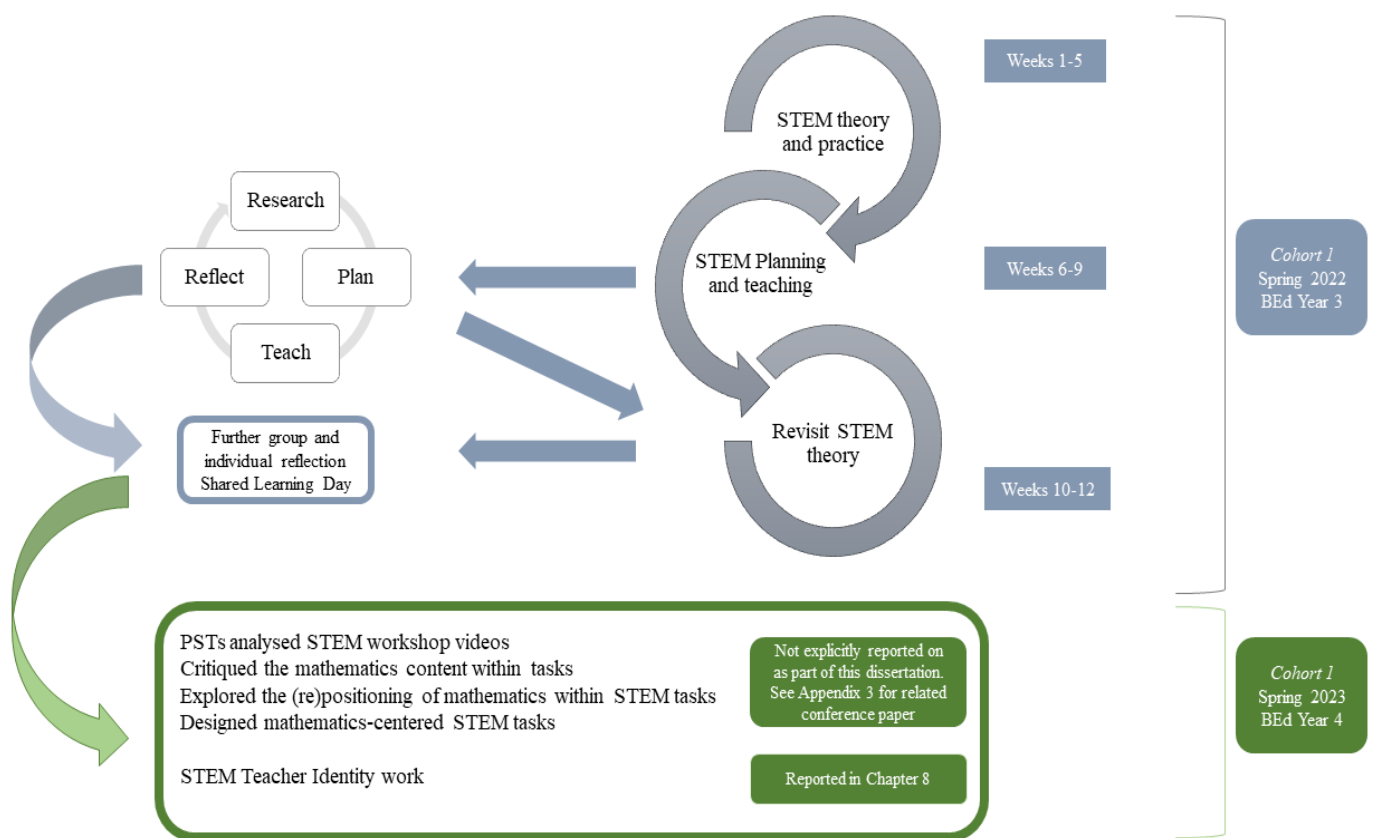 Weeks 1-5
STEM theory
and practice
Research
Reflect
Plan
Teach
STEM Planning
and teaching
Weeks 6-9
Cohort 1
Spring 2022
BEd Year 3
Further group and
individual reflection
Shared Learning Day
Revisit STEM
theory
Weeks 10-12
PSTs analysed STEM workshop videos
Critiqued the mathematics content within tasks
Explored the (re)positioning of mathematics within STEM tasks
Designed mathematics-centered STEM tasks
Not explicitly reported on
as part of this dissertation.
See Appendix 3 for related
conference paper
STEM Teacher Identity work
Reported in Chapter 8
Cohort 1
Spring 2023
BEd Year 4